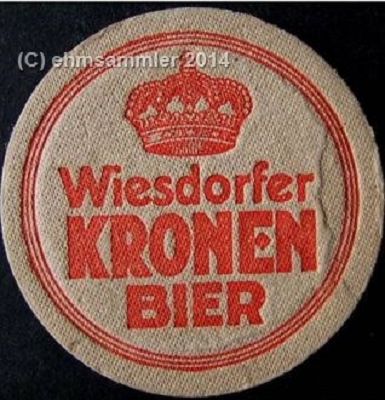 (C) ehmsammler 2014
Wiesdorfer
KRONEN
BIER